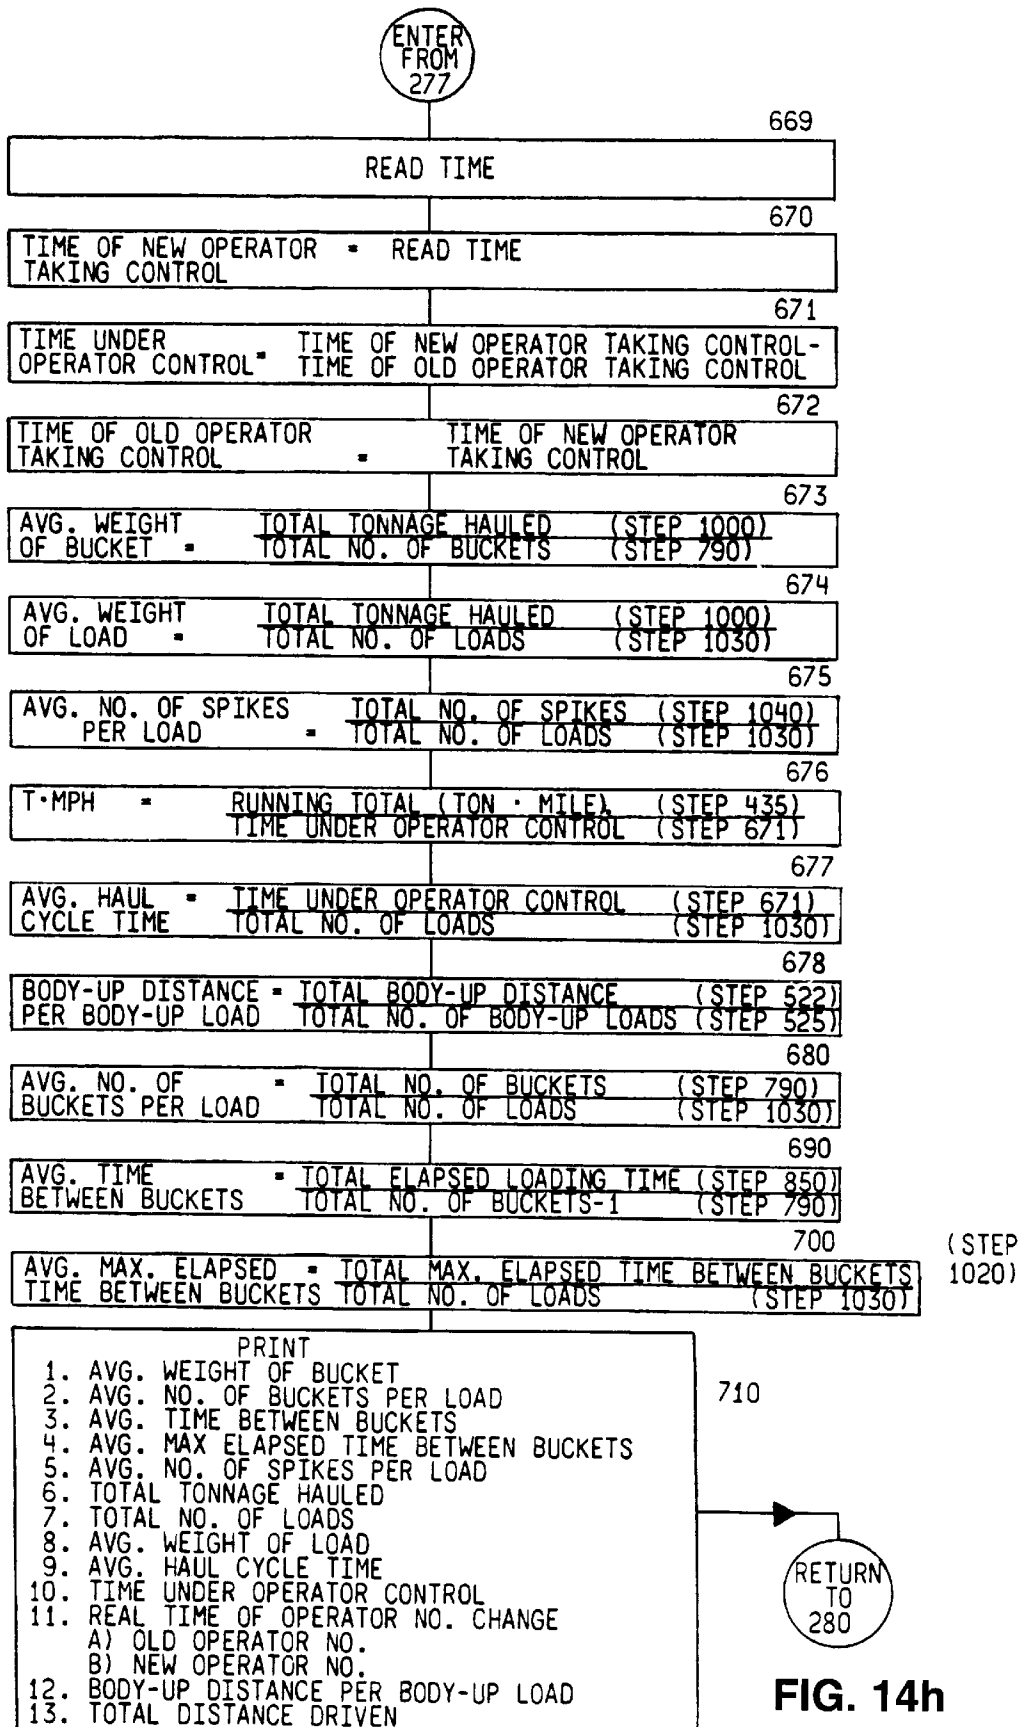 ENTER
FROM
277
669
READ TIME
670
TIME OF NEW OPERATOR = READ TIME
TAKING CONTROL
671
TIME UNDER TIME OF NEW OPERATOR TAKING CONTROL-
OPERATOR CONTROL = TIME OF OLD OPERATOR TAKING CONTROL
672
TIME OF OLD OPERATOR TIME OF NEW OPERATOR
TAKING CONTROL = TAKING CONTROL
673
AVG. WEIGHT TOTAL TONNAGE HAULED (STEP 1000)
OF BUCKET = TOTAL NO. OF BUCKETS (STEP 790)
674
AVG. WEIGHT TOTAL TONNAGE HAULED (STEP 1000)
OF LOAD = TOTAL NO. OF LOADS (STEP 1030)
675
AVG. NO. OF SPIKES TOTAL NO. OF SPIKES (STEP 1040)
PER LOAD = TOTAL NO. OF LOADS (STEP 1030)
676
T·MPH = RUNNING TOTAL (TON · MILE) (STEP 435)
TIME UNDER OPERATOR CONTROL (STEP 671)
677
AVG. HAUL = TIME UNDER OPERATOR CONTROL (STEP 671)
CYCLE TIME TOTAL NO. OF LOADS (STEP 1030)
678
BODY-UP DISTANCE = TOTAL BODY-UP DISTANCE (STEP 522)
PER BODY-UP LOAD TOTAL NO. OF BODY-UP LOADS (STEP 525)
680
AVG. NO. OF = TOTAL NO. OF BUCKETS (STEP 790)
BUCKETS PER LOAD TOTAL NO. OF LOADS (STEP 1030)
690
AVG. TIME = TOTAL ELAPSED LOADING TIME (STEP 850)
BETWEEN BUCKETS TOTAL NO. OF BUCKETS-1 (STEP 790)
700
AVG. MAX. ELAPSED = TOTAL MAX. ELAPSED TIME BETWEEN BUCKETS (STEP 1020)
TIME BETWEEN BUCKETS TOTAL NO. OF LOADS (STEP 1030)
PRINT
1. AVG. WEIGHT OF BUCKET
2. AVG. NO. OF BUCKETS PER LOAD
3. AVG. TIME BETWEEN BUCKETS
4. AVG. MAX ELAPSED TIME BETWEEN BUCKETS
5. AVG. NO. OF SPIKES PER LOAD
6. TOTAL TONNAGE HAULED
7. TOTAL NO. OF LOADS
8. AVG. WEIGHT OF LOAD
9. AVG. HAUL CYCLE TIME
10. TIME UNDER OPERATOR CONTROL
11. REAL TIME OF OPERATOR NO. CHANGE
A) OLD OPERATOR NO.
B) NEW OPERATOR NO.
12. BODY-UP DISTANCE PER BODY-UP LOAD
13. TOTAL DISTANCE DRIVEN
710
RETURN
TO
280
FIG. 14h